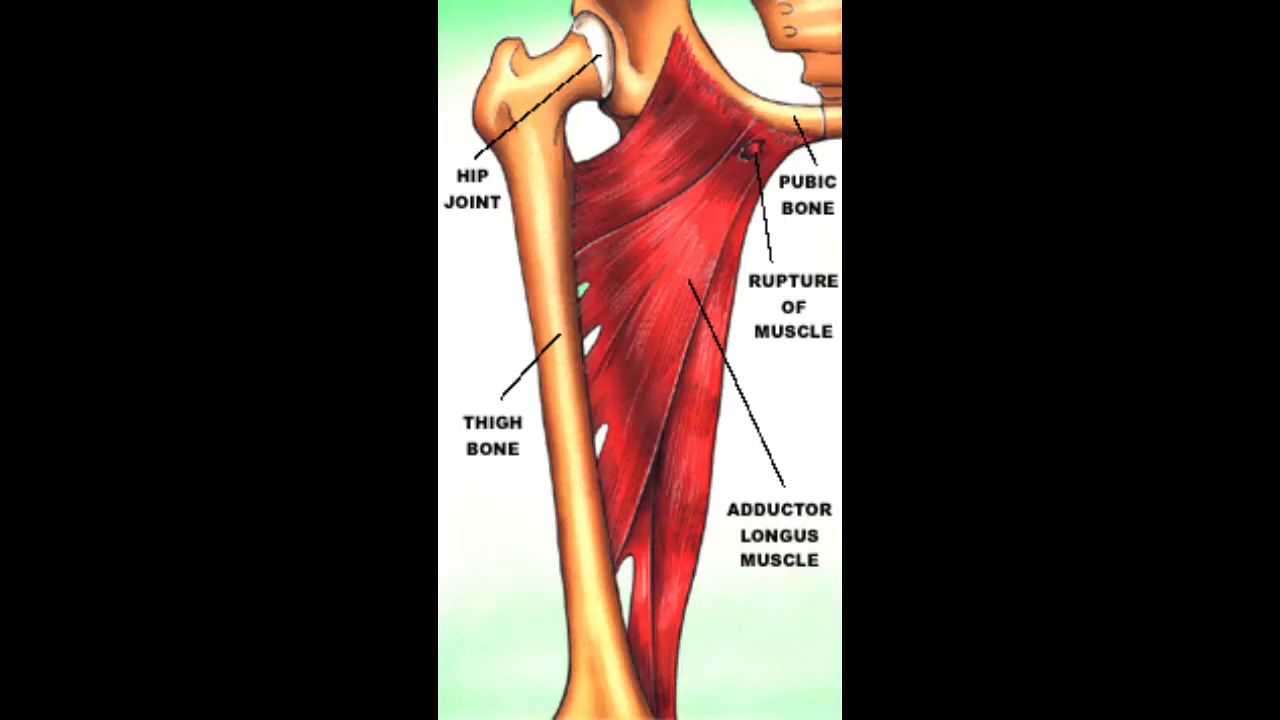 HIP
JOINT
PUBIC
BONE
RUPTURE
OF
MUSCLE
THIGH
BONE
ADDUCTOR
LONGUS
MUSCLE